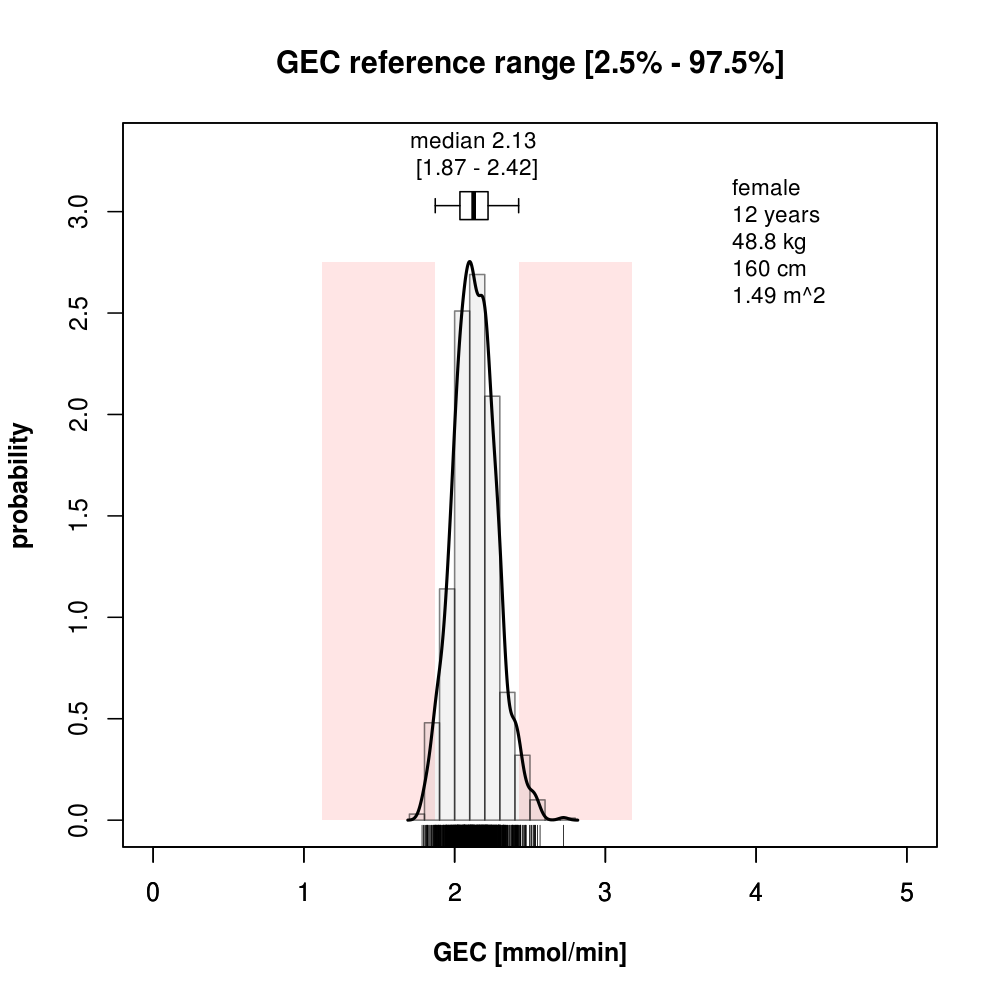 GEC reference range [2.5% - 97.5%]
median 2.13
[1.87 - 2.42]
female
12 years
48.8 kg
160 cm
1.49 m^2
probability
3.0
2.5
2.0
1.5
1.0
0.5
0.0
0 1 2 3 4 5
GEC [mmol/min]